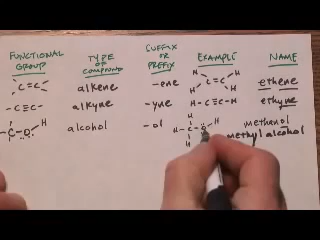 FUNCTIONAL GROUP TYPE OF COMPOUND SUFFIX OR PREFIX EXAMPLE NAME
C=C alkene -ene H H C=C H H ethene
-C≡C- alkyne -yne H-C≡C-H ethyne
-C-O-H alcohol -ol H H-C-O H H methanol
methyl alcohol